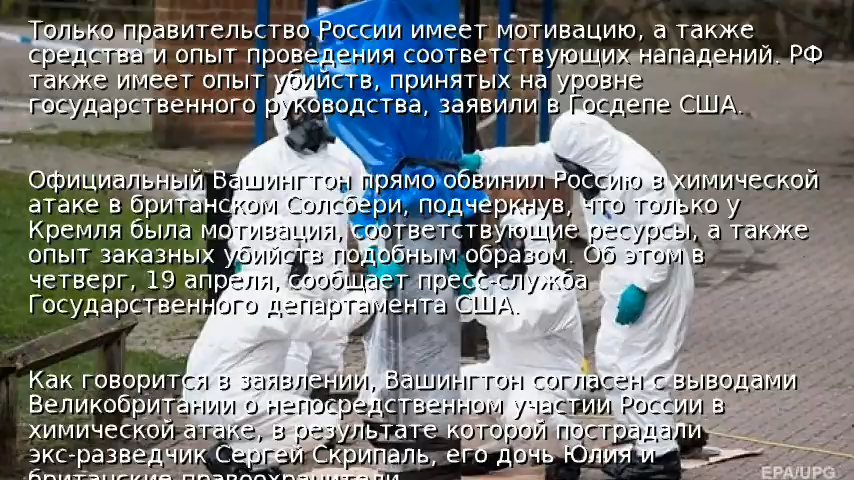 Только правительство России имеет мотивацию, а также
средства и опыт проведения соответствующих нападений. РФ
также имеет опыт убийств, принятых на уровне
государственного руководства, заявили в Госдепе США.
Официальный Вашингтон прямо обвинил Россию в химической
атаке в британском Солсбери, подчеркнув, что только у
Кремля была мотивация, соответствующие ресурсы, а также
опыт заказных убийств подобным образом. Об этом в
четверг, 19 апреля, сообщает пресс-служба
Государственного департамента США.
Как говорится в заявлении, Вашингтон согласен с выводами
Великобритании о непосредственном участии России в
химической атаке, в результате которой пострадали
экс-разведчик Сергей Скрипаль, его дочь Юлия и
британские правоохранители.
EPA/UPG